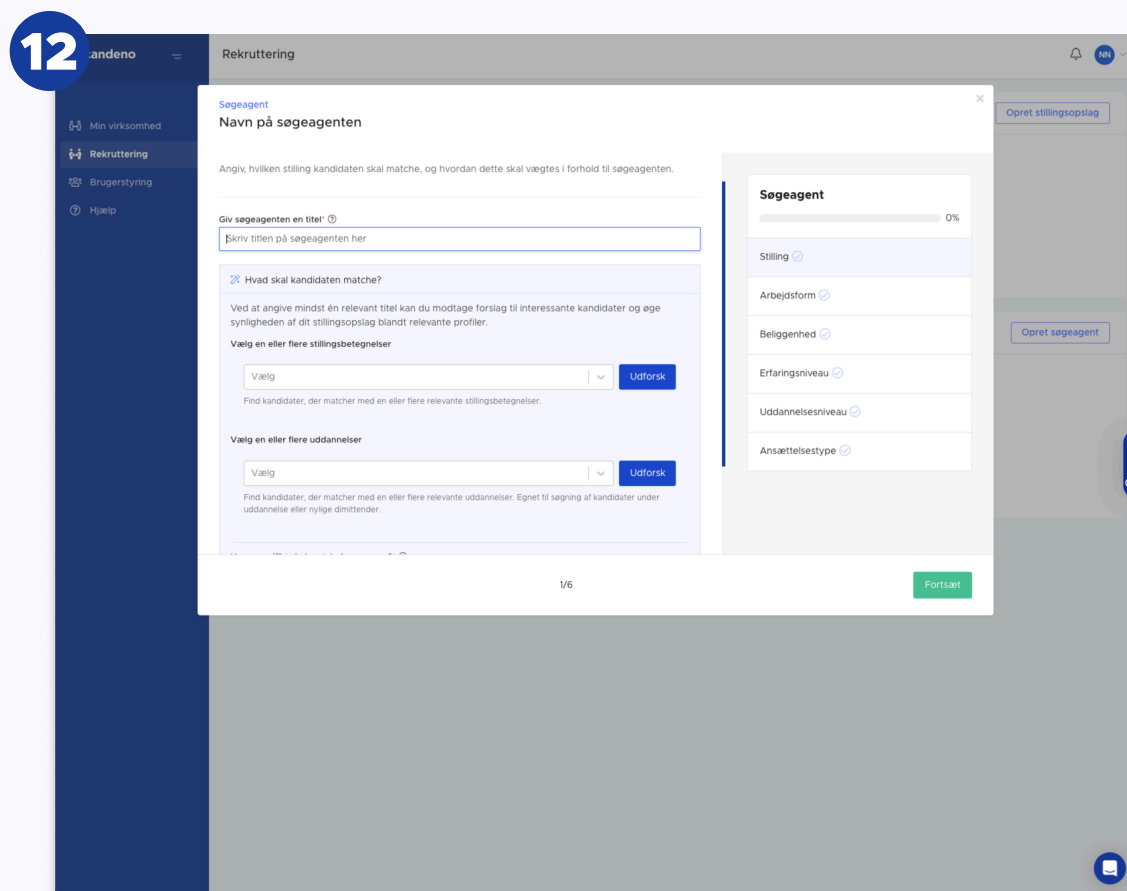 12
andeno
Rekruttering
NN
Min virksomhed
Rekruttering
Brugerstyring
Hjælp
Opret stillingsopslag
Opret søgeagent
Søgeagent
Navn på søgeagenten
Angiv, hvilken stilling kandidaten skal matche, og hvordan dette skal vægtes i forhold til søgeagenten.
Giv søgeagenten en titel*
Skriv titlen på søgeagenten her
Hvad skal kandidaten matche?
Ved at angive mindst én relevant titel kan du modtage forslag til interessante kandidater og øge
synligheden af dit stillingsopslag blandt relevante profiler.
Vælg en eller flere stillingsbetegnelser
Vælg
Udforsk
Find kandidater, der matcher med en eller flere relevante stillingsbetegnelser.
Vælg en eller flere uddannelser
Vælg
Udforsk
Find kandidater, der matcher med en eller flere relevante uddannelser. Egnet til søgning af kandidater under
uddannelse eller nylige dimittender.
Søgeagent
0%
Stilling
Arbejdsform
Beliggenhed
Erfaringsniveau
Uddannelsesniveau
Ansættelsestype
1/6
Fortsæt